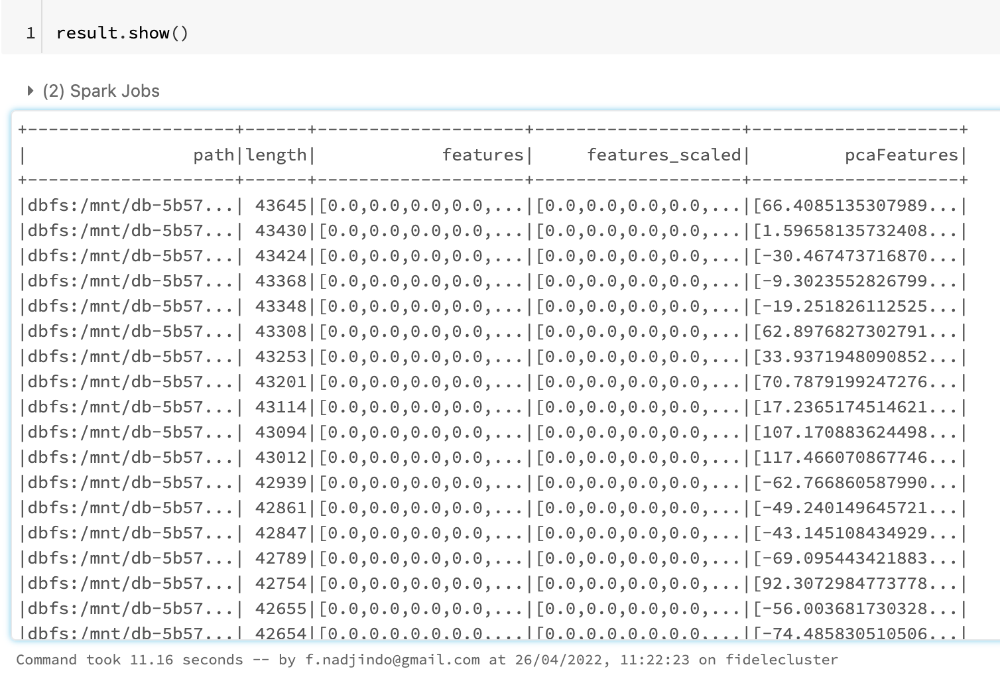 1 result.show()
(2) Spark Jobs
+--------------------+------+--------------------+--------------------+--------------------+
|                path|length|            features|     features_scaled|         pcaFeatures|
+--------------------+------+--------------------+--------------------+--------------------+
|dbfs:/mnt/db-5b57...| 43645|[0.0,0.0,0.0,0.0,...|[0.0,0.0,0.0,0.0,...|[66.4085135307989...|
|dbfs:/mnt/db-5b57...| 43430|[0.0,0.0,0.0,0.0,...|[0.0,0.0,0.0,0.0,...|[1.59658135732408...|
|dbfs:/mnt/db-5b57...| 43424|[0.0,0.0,0.0,0.0,...|[0.0,0.0,0.0,0.0,...|[-30.467473716870...|
|dbfs:/mnt/db-5b57...| 43368|[0.0,0.0,0.0,0.0,...|[0.0,0.0,0.0,0.0,...|[-9.3023552826799...|
|dbfs:/mnt/db-5b57...| 43348|[0.0,0.0,0.0,0.0,...|[0.0,0.0,0.0,0.0,...|[-19.251826112525...|
|dbfs:/mnt/db-5b57...| 43308|[0.0,0.0,0.0,0.0,...|[0.0,0.0,0.0,0.0,...|[62.8976827302791...|
|dbfs:/mnt/db-5b57...| 43253|[0.0,0.0,0.0,0.0,...|[0.0,0.0,0.0,0.0,...|[33.9371948090852...|
|dbfs:/mnt/db-5b57...| 43201|[0.0,0.0,0.0,0.0,...|[0.0,0.0,0.0,0.0,...|[70.7879199247276...|
|dbfs:/mnt/db-5b57...| 43114|[0.0,0.0,0.0,0.0,...|[0.0,0.0,0.0,0.0,...|[17.2365174514621...|
|dbfs:/mnt/db-5b57...| 43094|[0.0,0.0,0.0,0.0,...|[0.0,0.0,0.0,0.0,...|[107.170883624498...|
|dbfs:/mnt/db-5b57...| 43012|[0.0,0.0,0.0,0.0,...|[0.0,0.0,0.0,0.0,...|[117.466070867746...|
|dbfs:/mnt/db-5b57...| 42939|[0.0,0.0,0.0,0.0,...|[0.0,0.0,0.0,0.0,...|[-62.766860587990...|
|dbfs:/mnt/db-5b57...| 42861|[0.0,0.0,0.0,0.0,...|[0.0,0.0,0.0,0.0,...|[-49.240149645721...|
|dbfs:/mnt/db-5b57...| 42847|[0.0,0.0,0.0,0.0,...|[0.0,0.0,0.0,0.0,...|[-43.145108434929...|
|dbfs:/mnt/db-5b57...| 42789|[0.0,0.0,0.0,0.0,...|[0.0,0.0,0.0,0.0,...|[-69.095443421883...|
|dbfs:/mnt/db-5b57...| 42754|[0.0,0.0,0.0,0.0,...|[0.0,0.0,0.0,0.0,...|[92.3072984773778...|
|dbfs:/mnt/db-5b57...| 42655|[0.0,0.0,0.0,0.0,...|[0.0,0.0,0.0,0.0,...|[-56.003681730328...|
|dbfs:/mnt/db-5b57...| 42654|[0.0,0.0,0.0,0.0,...|[0.0,0.0,0.0,0.0,...|[-74.485830510506...|
Command took 11.16 seconds -- by f.nadjindo@gmail.com at 26/04/2022, 11:22:23 on fidelecluster